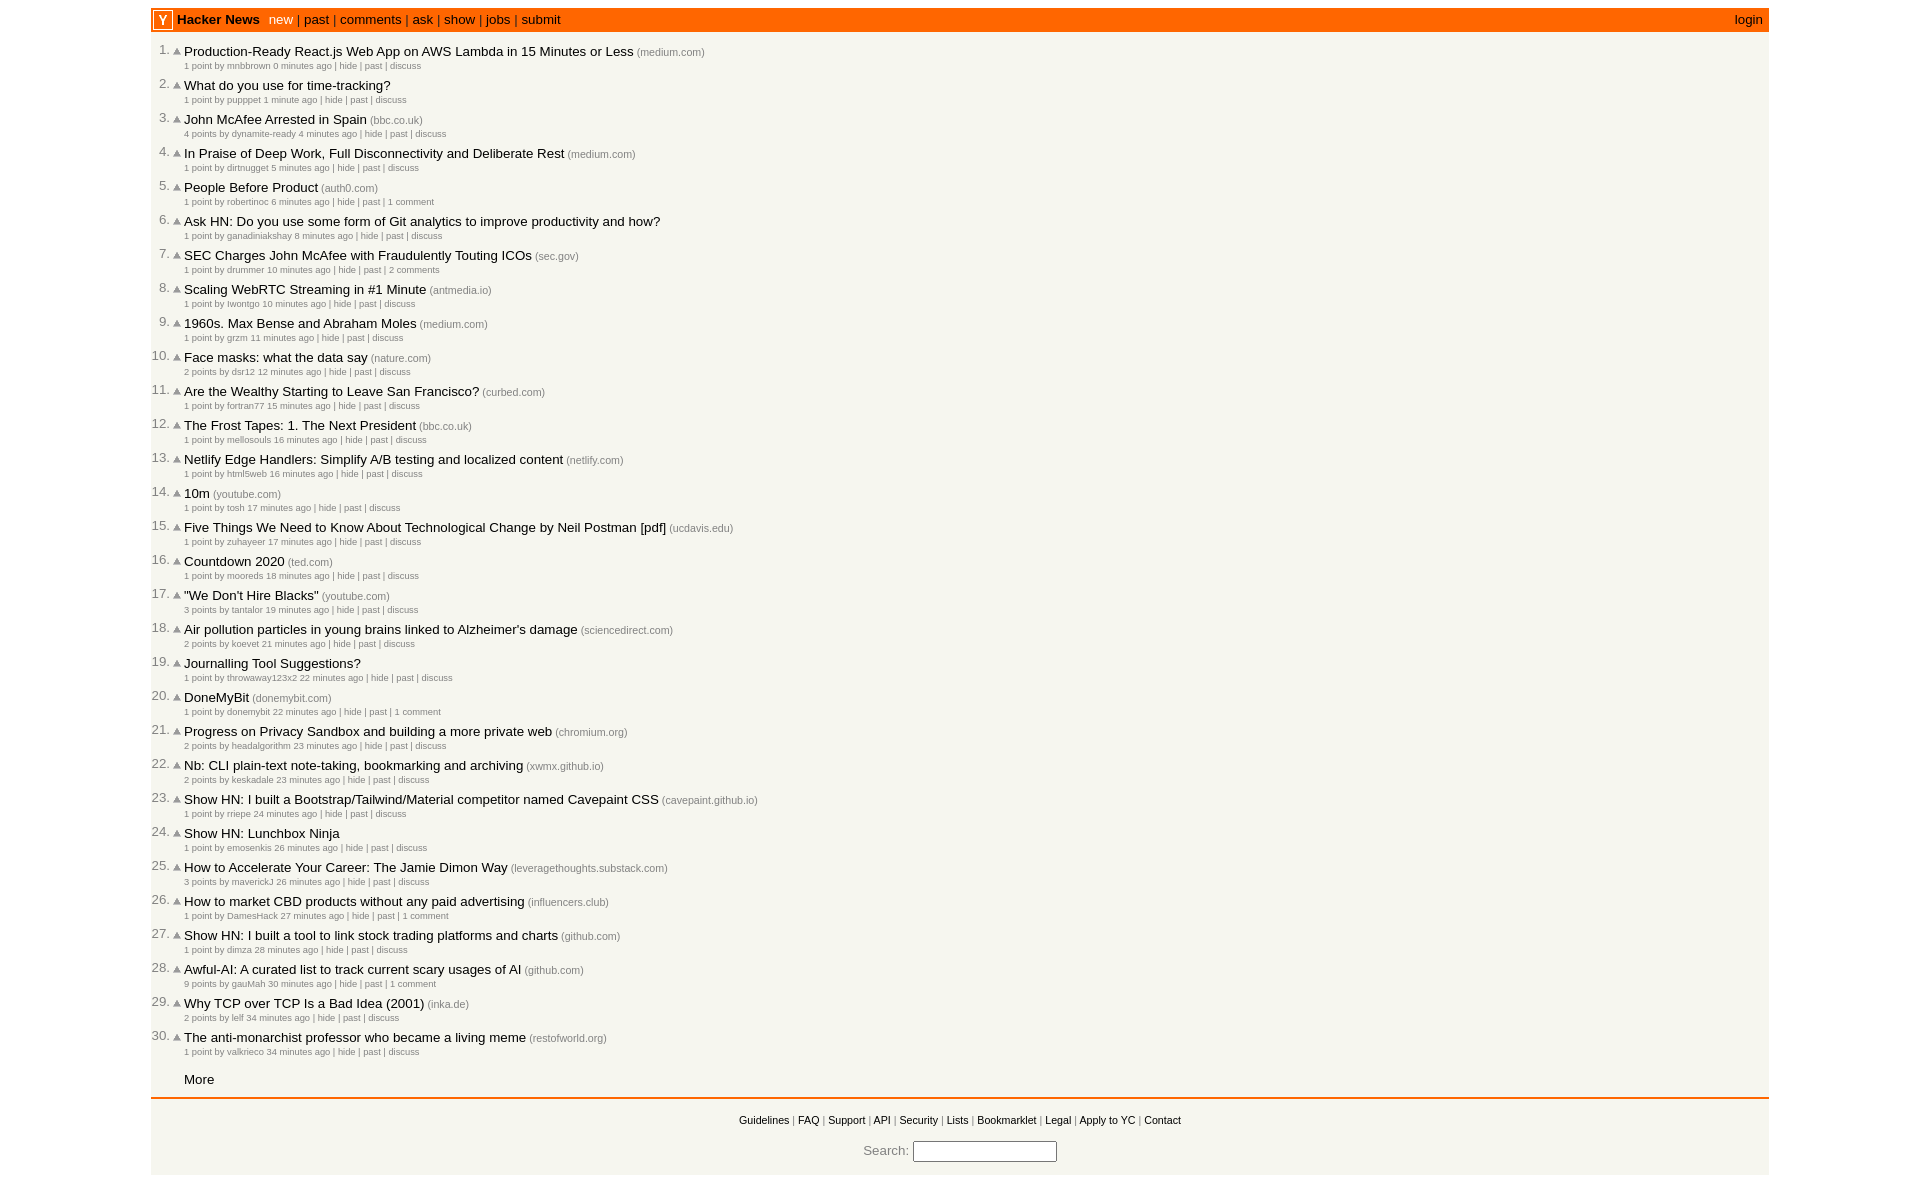 Y Hacker News new | past | comments | ask | show | jobs | submit login
1. Production-Ready React.js Web App on AWS Lambda in 15 Minutes or Less (medium.com)
1 point by mnbbrown 0 minutes ago | hide | past | discuss
2. What do you use for time-tracking?
1 point by pupppet 1 minute ago | hide | past | discuss
3. John McAfee Arrested in Spain (bbc.co.uk)
4 points by dynamite-ready 4 minutes ago | hide | past | discuss
4. In Praise of Deep Work, Full Disconnectivity and Deliberate Rest (medium.com)
1 point by dirtnugget 5 minutes ago | hide | past | discuss
5. People Before Product (auth0.com)
1 point by robertinoc 6 minutes ago | hide | past | 1 comment
6. Ask HN: Do you use some form of Git analytics to improve productivity and how?
1 point by ganadiniakshay 8 minutes ago | hide | past | discuss
7. SEC Charges John McAfee with Fraudulently Touting ICOs (sec.gov)
1 point by drummer 10 minutes ago | hide | past | 2 comments
8. Scaling WebRTC Streaming in #1 Minute (antmedia.io)
1 point by Iwontgo 10 minutes ago | hide | past | discuss
9. 1960s. Max Bense and Abraham Moles (medium.com)
1 point by grzm 11 minutes ago | hide | past | discuss
10. Face masks: what the data say (nature.com)
2 points by dsr12 12 minutes ago | hide | past | discuss
11. Are the Wealthy Starting to Leave San Francisco? (curbed.com)
1 point by fortran77 15 minutes ago | hide | past | discuss
12. The Frost Tapes: 1. The Next President (bbc.co.uk)
1 point by mellosouls 16 minutes ago | hide | past | discuss
13. Netlify Edge Handlers: Simplify A/B testing and localized content (netlify.com)
1 point by html5web 16 minutes ago | hide | past | discuss
14. 10m (youtube.com)
1 point by tosh 17 minutes ago | hide | past | discuss
15. Five Things We Need to Know About Technological Change by Neil Postman [pdf] (ucdavis.edu)
1 point by zuhayeer 17 minutes ago | hide | past | discuss
16. Countdown 2020 (ted.com)
1 point by mooreds 18 minutes ago | hide | past | discuss
17. "We Don't Hire Blacks" (youtube.com)
3 points by tantalor 19 minutes ago | hide | past | discuss
18. Air pollution particles in young brains linked to Alzheimer's damage (sciencedirect.com)
2 points by koevet 21 minutes ago | hide | past | discuss
19. Journalling Tool Suggestions?
1 point by throwaway123x2 22 minutes ago | hide | past | discuss
20. DoneMyBit (donemybit.com)
1 point by donemybit 22 minutes ago | hide | past | 1 comment
21. Progress on Privacy Sandbox and building a more private web (chromium.org)
2 points by headalgorithm 23 minutes ago | hide | past | discuss
22. Nb: CLI plain-text note-taking, bookmarking and archiving (xwmx.github.io)
2 points by keskadale 23 minutes ago | hide | past | discuss
23. Show HN: I built a Bootstrap/Tailwind/Material competitor named Cavepaint CSS (cavepaint.github.io)
1 point by rriepe 24 minutes ago | hide | past | discuss
24. Show HN: Lunchbox Ninja
1 point by emosenkis 26 minutes ago | hide | past | discuss
25. How to Accelerate Your Career: The Jamie Dimon Way (leveragethoughts.substack.com)
3 points by maverickJ 26 minutes ago | hide | past | discuss
26. How to market CBD products without any paid advertising (influencers.club)
1 point by DamesHack 27 minutes ago | hide | past | 1 comment
27. Show HN: I built a tool to link stock trading platforms and charts (github.com)
1 point by dimza 28 minutes ago | hide | past | discuss
28. Awful-AI: A curated list to track current scary usages of AI (github.com)
9 points by gauMah 30 minutes ago | hide | past | 1 comment
29. Why TCP over TCP Is a Bad Idea (2001) (inka.de)
2 points by lelf 34 minutes ago | hide | past | discuss
30. The anti-monarchist professor who became a living meme (restofworld.org)
1 point by valkrieco 34 minutes ago | hide | past | discuss
More
Guidelines | FAQ | Support | API | Security | Lists | Bookmarklet | Legal | Apply to YC | Contact
Search: